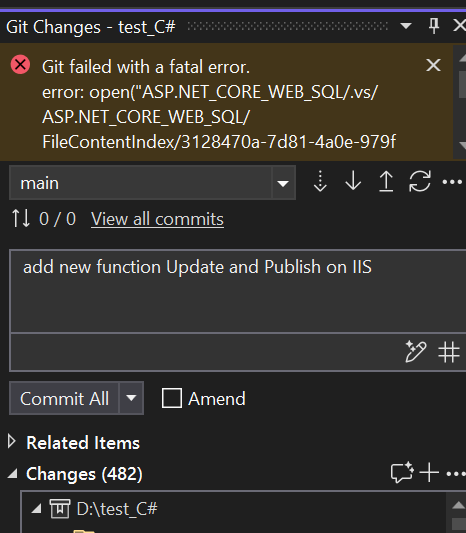 Git Changes - test_C#
Git failed with a fatal error.
error: open("ASP.NET_CORE_WEB_SQL/.vs/
ASP.NET_CORE_WEB_SQL/
FileContentIndex/3128470a-7d81-4a0e-979f
main
0 / 0 View all commits
add new function Update and Publish on IIS
Commit All Amend
Related Items
Changes (482)
D:\test_C#